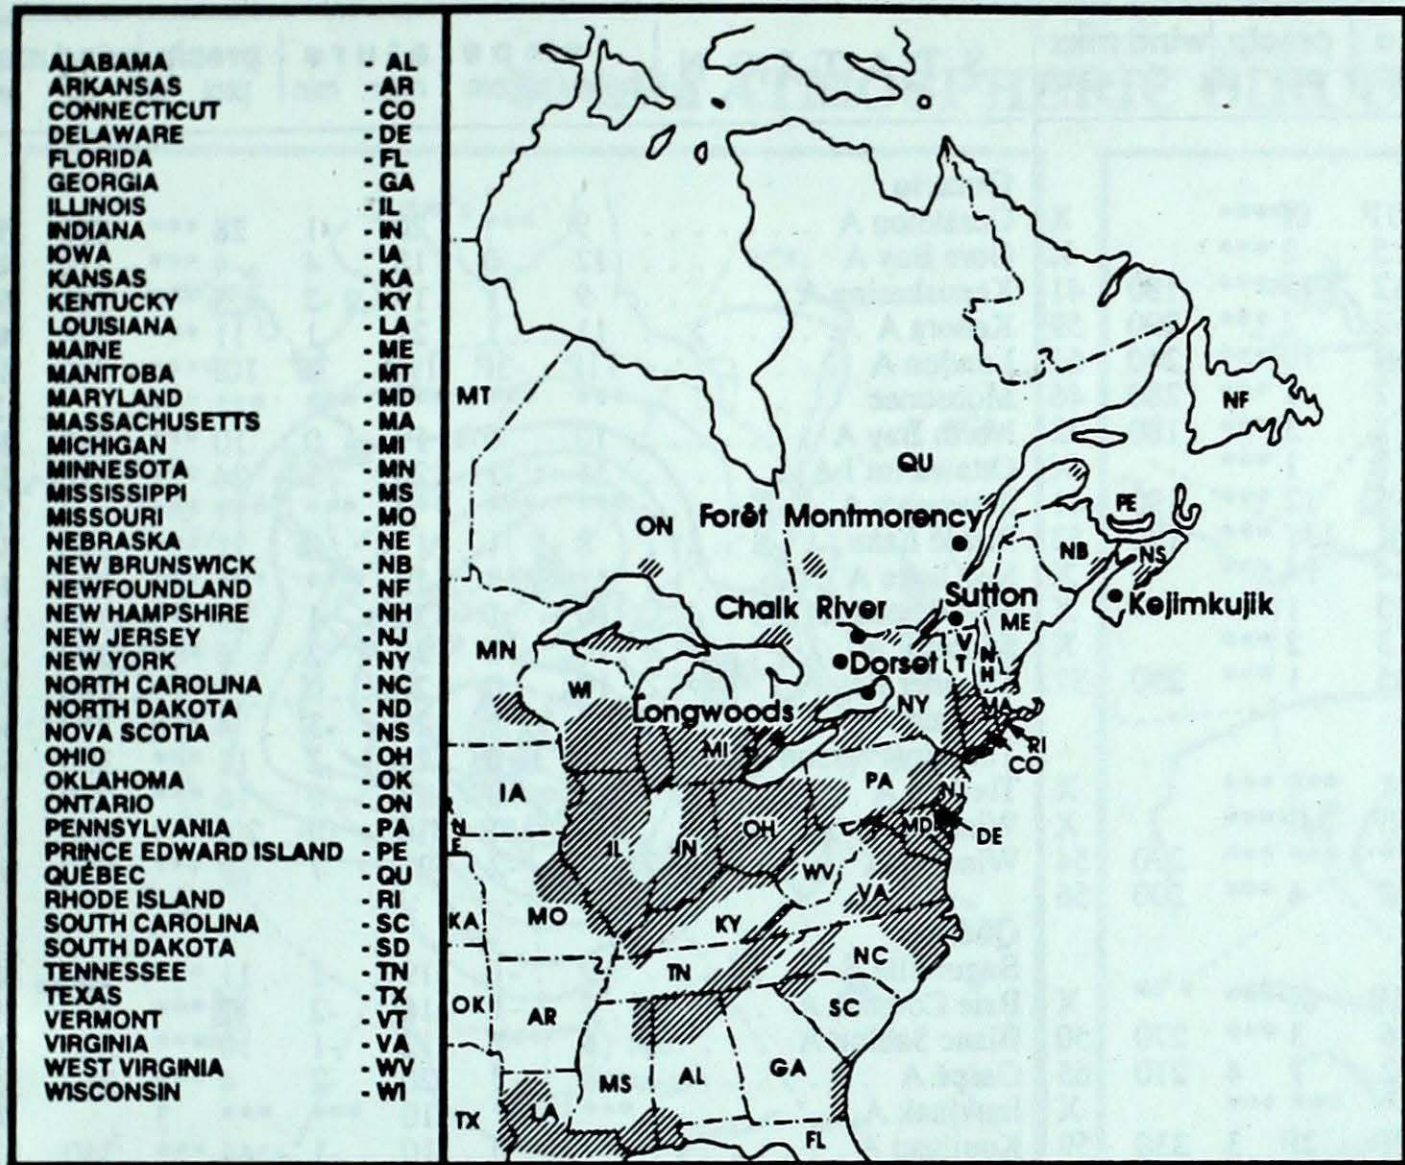 ALABAMA - AL
ARKANSAS - AR
CONNECTICUT - CO
DELAWARE - DE
FLORIDA - FL
GEORGIA - GA
ILLINOIS - IL
INDIANA - IN
IOWA - IA
KANSAS - KA
KENTUCKY - KY
LOUISIANA - LA
MAINE - ME
MANITOBA - MT
MARYLAND - MD
MASSACHUSETTS - MA
MICHIGAN - MI
MINNESOTA - MN
MISSISSIPPI - MS
MISSOURI - MO
NEBRASKA - NE
NEW BRUNSWICK - NB
NEWFOUNDLAND - NF
NEW HAMPSHIRE - NH
NEW JERSEY - NJ
NEW YORK - NY
NORTH CAROLINA - NC
NORTH DAKOTA - ND
NOVA SCOTIA - NS
OHIO - OH
OKLAHOMA - OK
ONTARIO - ON
PENNSYLVANIA - PA
PRINCE EDWARD ISLAND - PE
QUÉBEC - QU
RHODE ISLAND - RI
SOUTH CAROLINA - SC
SOUTH DAKOTA - SD
TENNESSEE - TN
TEXAS - TX
VERMONT - VT
VIRGINIA - VA
WEST VIRGINIA - WV
WISCONSIN - WI
MT
NF
QU
ON
Forêt Montmorency
PE
NB
NS
Sutton
Kejimkujik
Chalk River
ME
MN
VT
NH
Dorset
WI
Longwoods
NY
MA
MI
RI
CO
IA
PA
NJ
NE
OH
MD
DE
IL
IN
WV
VA
KA
MO
KY
NC
TN
OK
AR
SC
MS
AL
GA
TX
LA
FL